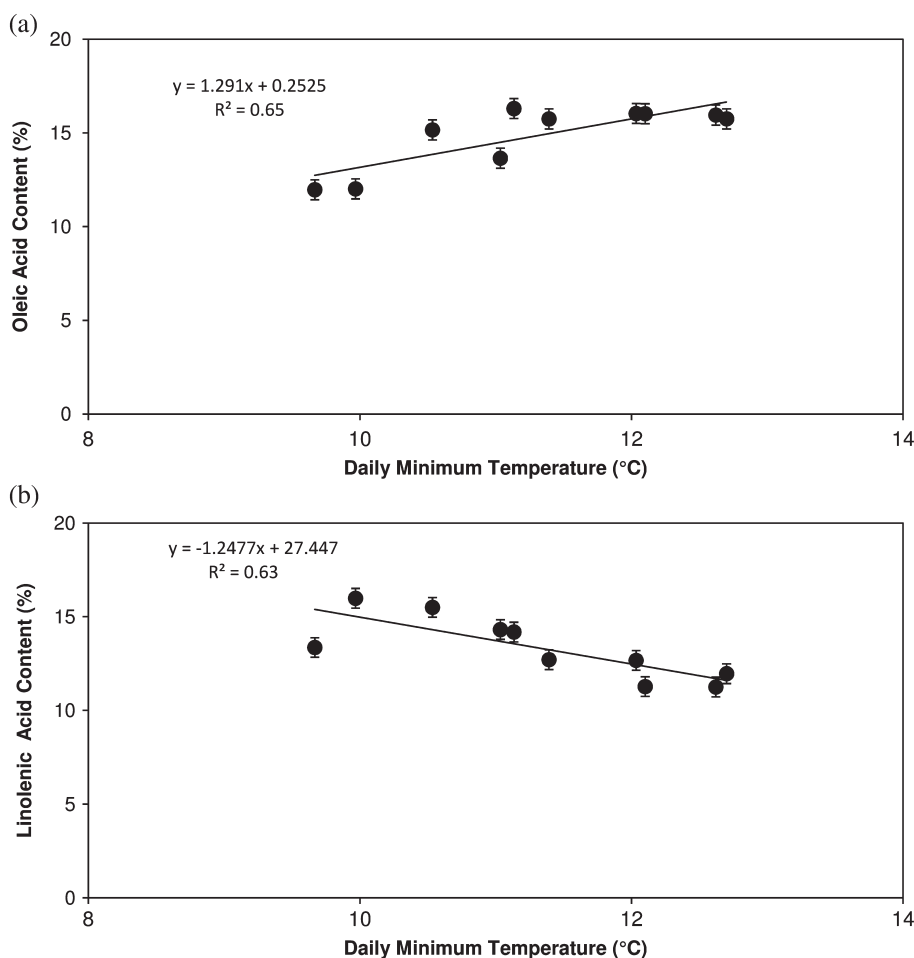 (a)
20
15
10
5
0
y = 1.291x + 0.2525
R² = 0.65
Oleic Acid Content (%)
8 10 12 14
Daily Minimum Temperature (°C)
(b)
20
15
10
5
0
y = -1.2477x + 27.447
R² = 0.63
Linolenic Acid Content (%)
8 10 12 14
Daily Minimum Temperature (°C)